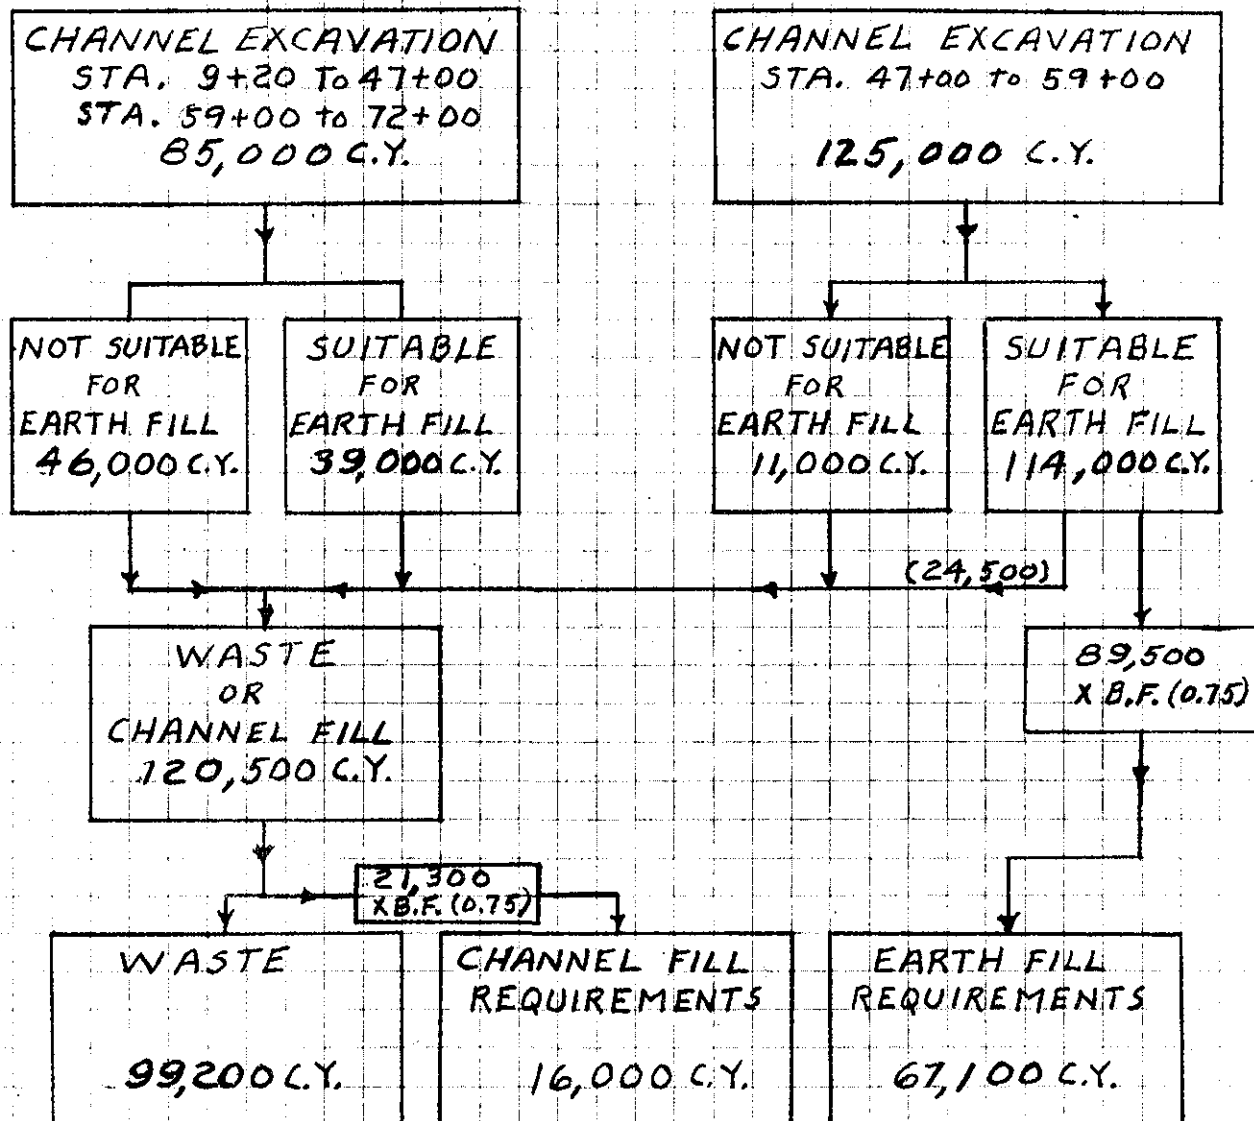 CHANNEL EXCAVATION
STA. 9+20 To 47+00
STA. 59+00 to 72+00
85,000 C.Y.
CHANNEL EXCAVATION
STA. 47+00 to 59+00
125,000 C.Y.
NOT SUITABLE
FOR
EARTH FILL
46,000 C.Y.
SUITABLE
FOR
EARTH FILL
39,000 C.Y.
NOT SUITABLE
FOR
EARTH FILL
11,000 C.Y.
SUITABLE
FOR
EARTH FILL
114,000 C.Y.
(24,500)
WASTE
OR
CHANNEL FILL
120,500 C.Y.
89,500
X B.F. (0.75)
21,300
X B.F. (0.75)
WASTE
99,200 C.Y.
CHANNEL FILL
REQUIREMENTS
16,000 C.Y.
EARTH FILL
REQUIREMENTS
67,100 C.Y.